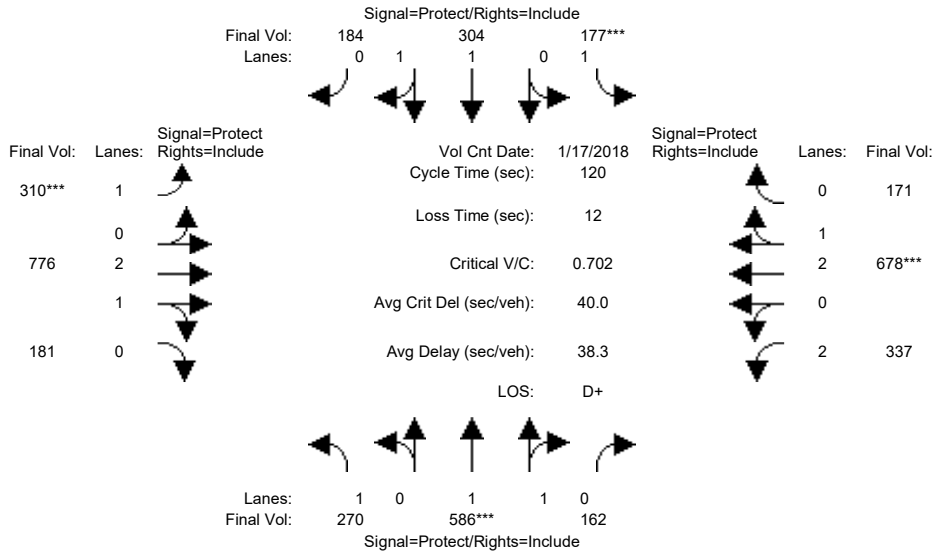 Signal=Protect/Rights=Include
Final Vol: 184 304 177***
Lanes: 0 1 1 0 1
Signal=Protect
Final Vol: Lanes: Rights=Include
Vol Cnt Date: 1/17/2018
Signal=Protect
Rights=Include Lanes: Final Vol:
Cycle Time (sec): 120
310*** 1
0 171
Loss Time (sec): 12
0
1
776 2
Critical V/C: 0.702
2 678***
1
Avg Crit Del (sec/veh): 40.0
0
181 0
Avg Delay (sec/veh): 38.3
2 337
LOS: D+
Lanes: 1 0 1 1 0
Final Vol: 270 586*** 162
Signal=Protect/Rights=Include